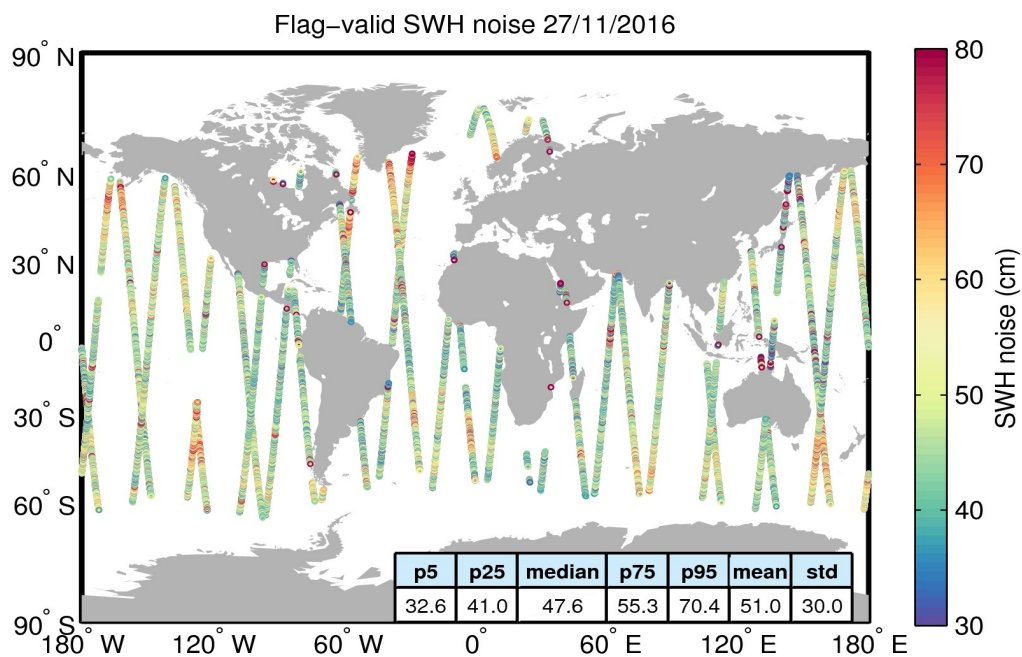 Flag−valid SWH noise 27/11/2016
90° N
60° N
30° N
0°
30° S
60° S
90° S
180° W
120° W
60° W
0°
60° E
120° E
180° E
p5 p25 median p75 p95 mean std
32.6 41.0 47.6 55.3 70.4 51.0 30.0
80
70
60
50
40
30
SWH noise (cm)